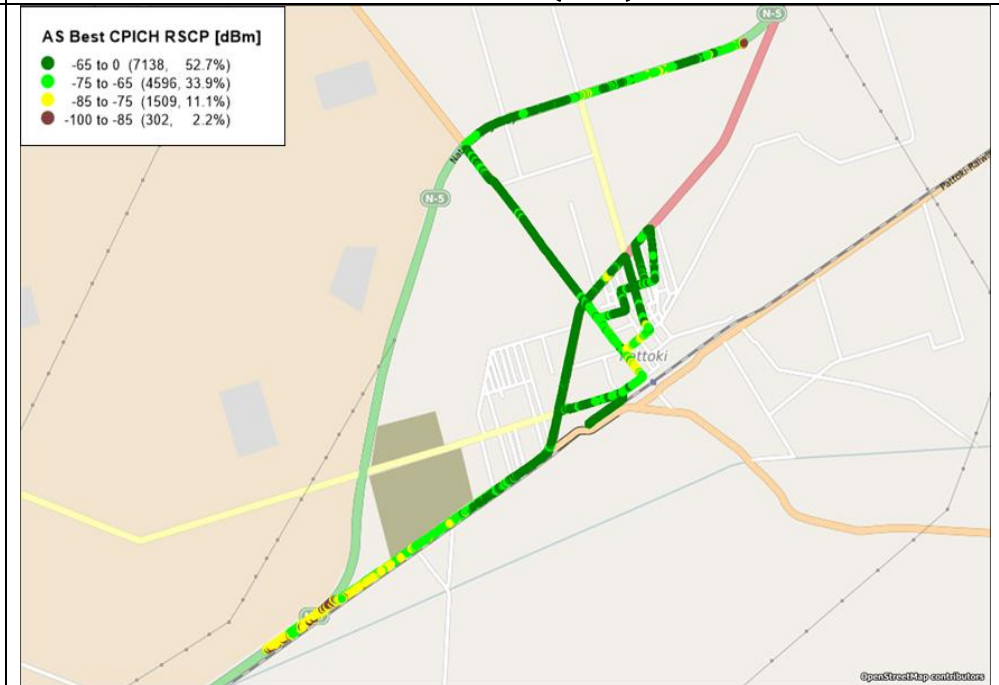 N-5
AS Best CPICH RSCP [dBm]
-65 to 0 (7138, 52.7%)
-75 to -65 (4596, 33.9%)
-85 to -75 (1509, 11.1%)
-100 to -85 (302, 2.2%)
N-5
Pattoki
OpenStreetMap contributors